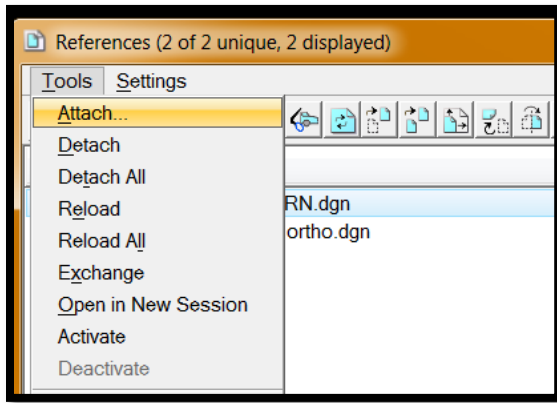 References (2 of 2 unique, 2 displayed)
Tools Settings
Attach...
Detach
Detach All
Reload
RN.dgn
Reload All
ortho.dgn
Exchange
Open in New Session
Activate
Deactivate